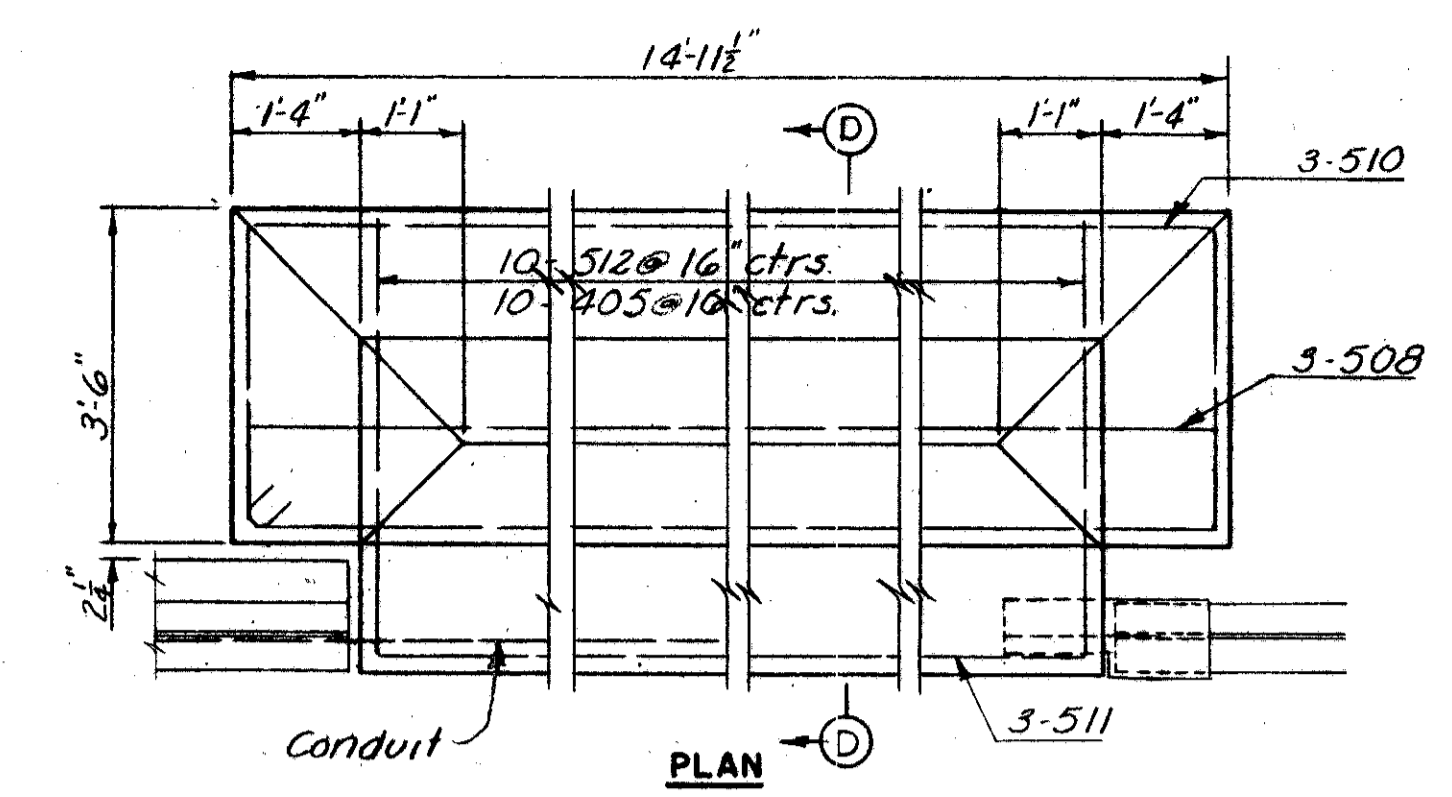 14'-11½"
1'-4" 1'-1" D 1'-1" 1'-4"
3-510
10-512@16"ctrs.
10-405@16"ctrs.
3-508
3'-6"
2¼"
3-511
Conduit
D
PLAN